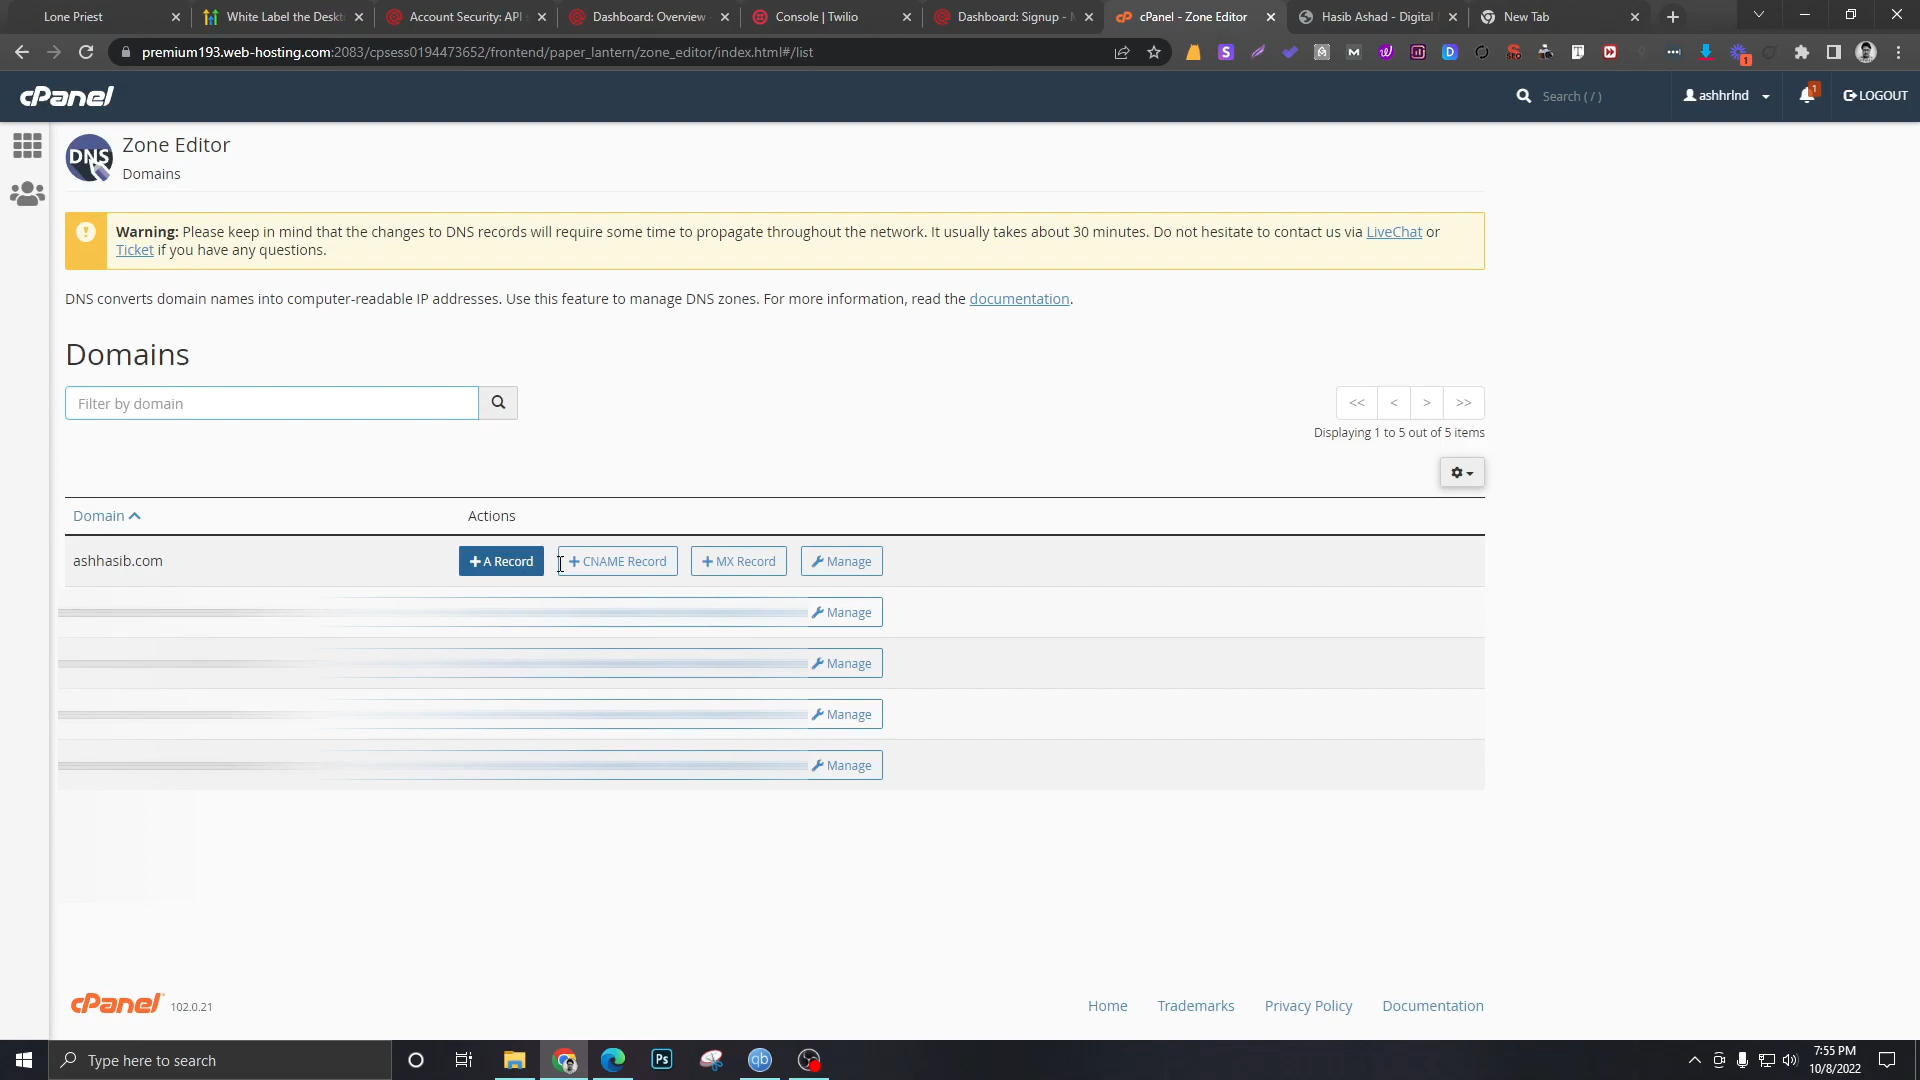 Lone Priest
White Label the Deskt
Account Security: API
Dashboard: Overview
Console | Twilio
Dashboard: Signup -
cPanel - Zone Editor
Hasib Ashad - Digital
New Tab
premium193.web-hosting.com:2083/cpsess0194473652/frontend/paper_lantern/zone_editor/index.html#/list
cPanel
Search ( / )
ashhrlnd
1
LOGOUT
DNS
Zone Editor
Domains
Warning: Please keep in mind that the changes to DNS records will require some time to propagate throughout the network. It usually takes about 30 minutes. Do not hesitate to contact us via LiveChat or
Ticket if you have any questions.
DNS converts domain names into computer-readable IP addresses. Use this feature to manage DNS zones. For more information, read the documentation.
Domains
Filter by domain
<< < > >>
Displaying 1 to 5 out of 5 items
Domain Actions
ashhasib.com + A Record + CNAME Record + MX Record Manage
Manage
Manage
Manage
Manage
cPanel 102.0.21
Home Trademarks Privacy Policy Documentation
Type here to search
Ps
qb
7:55 PM
10/8/2022